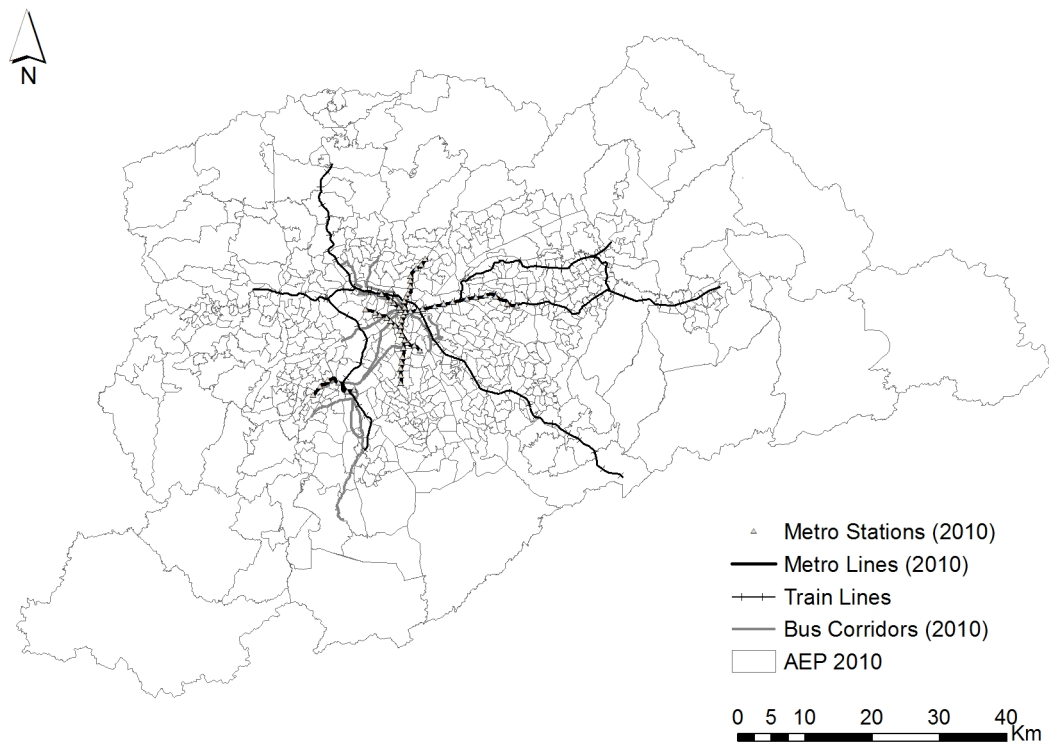 N
Metro Stations (2010)
Metro Lines (2010)
Train Lines
Bus Corridors (2010)
AEP 2010
0 5 10 20 30 40
Km